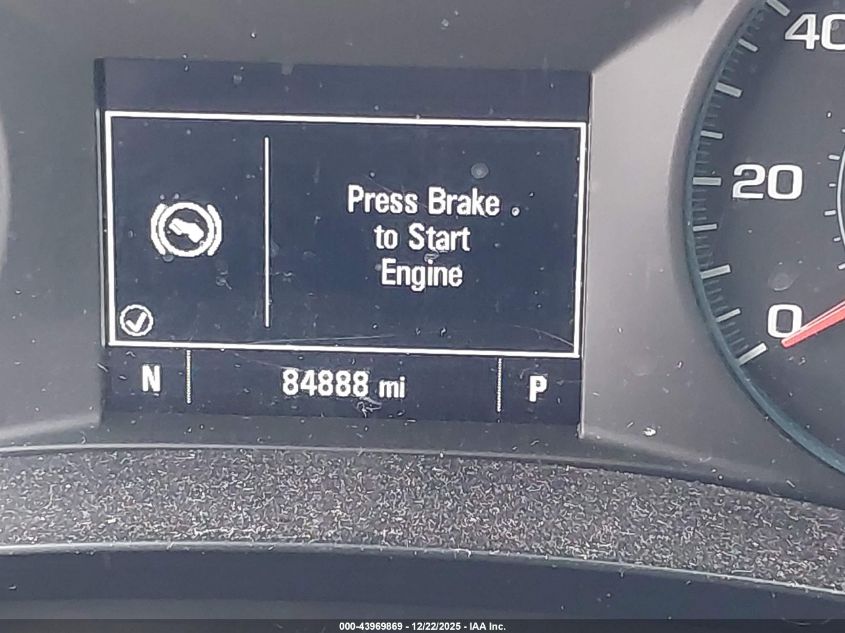 40
Press Brake
to Start
Engine
20
0
N 84888 mi P
000-43969869 - 12/22/2025 - IAA Inc.